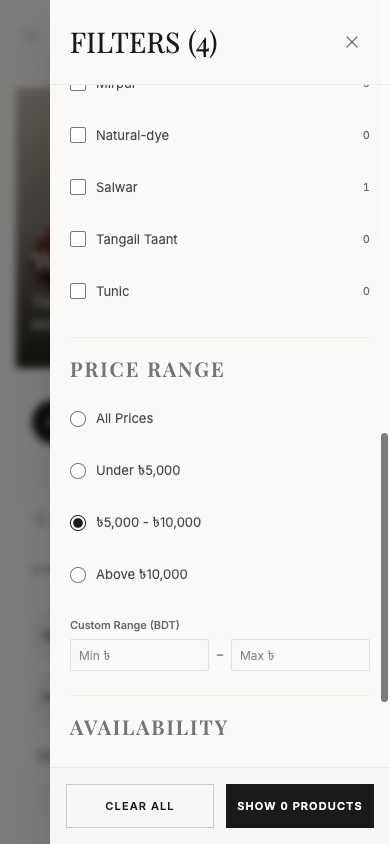 FILTERS (4)
Mirpur
Natural-dye 0
Salwar 1
Tangail Taant 0
Tunic 0
PRICE RANGE
All Prices
Under ৳5,000
৳5,000 - ৳10,000
Above ৳10,000
Custom Range (BDT)
Min ৳ – Max ৳
AVAILABILITY
CLEAR ALL SHOW 0 PRODUCTS